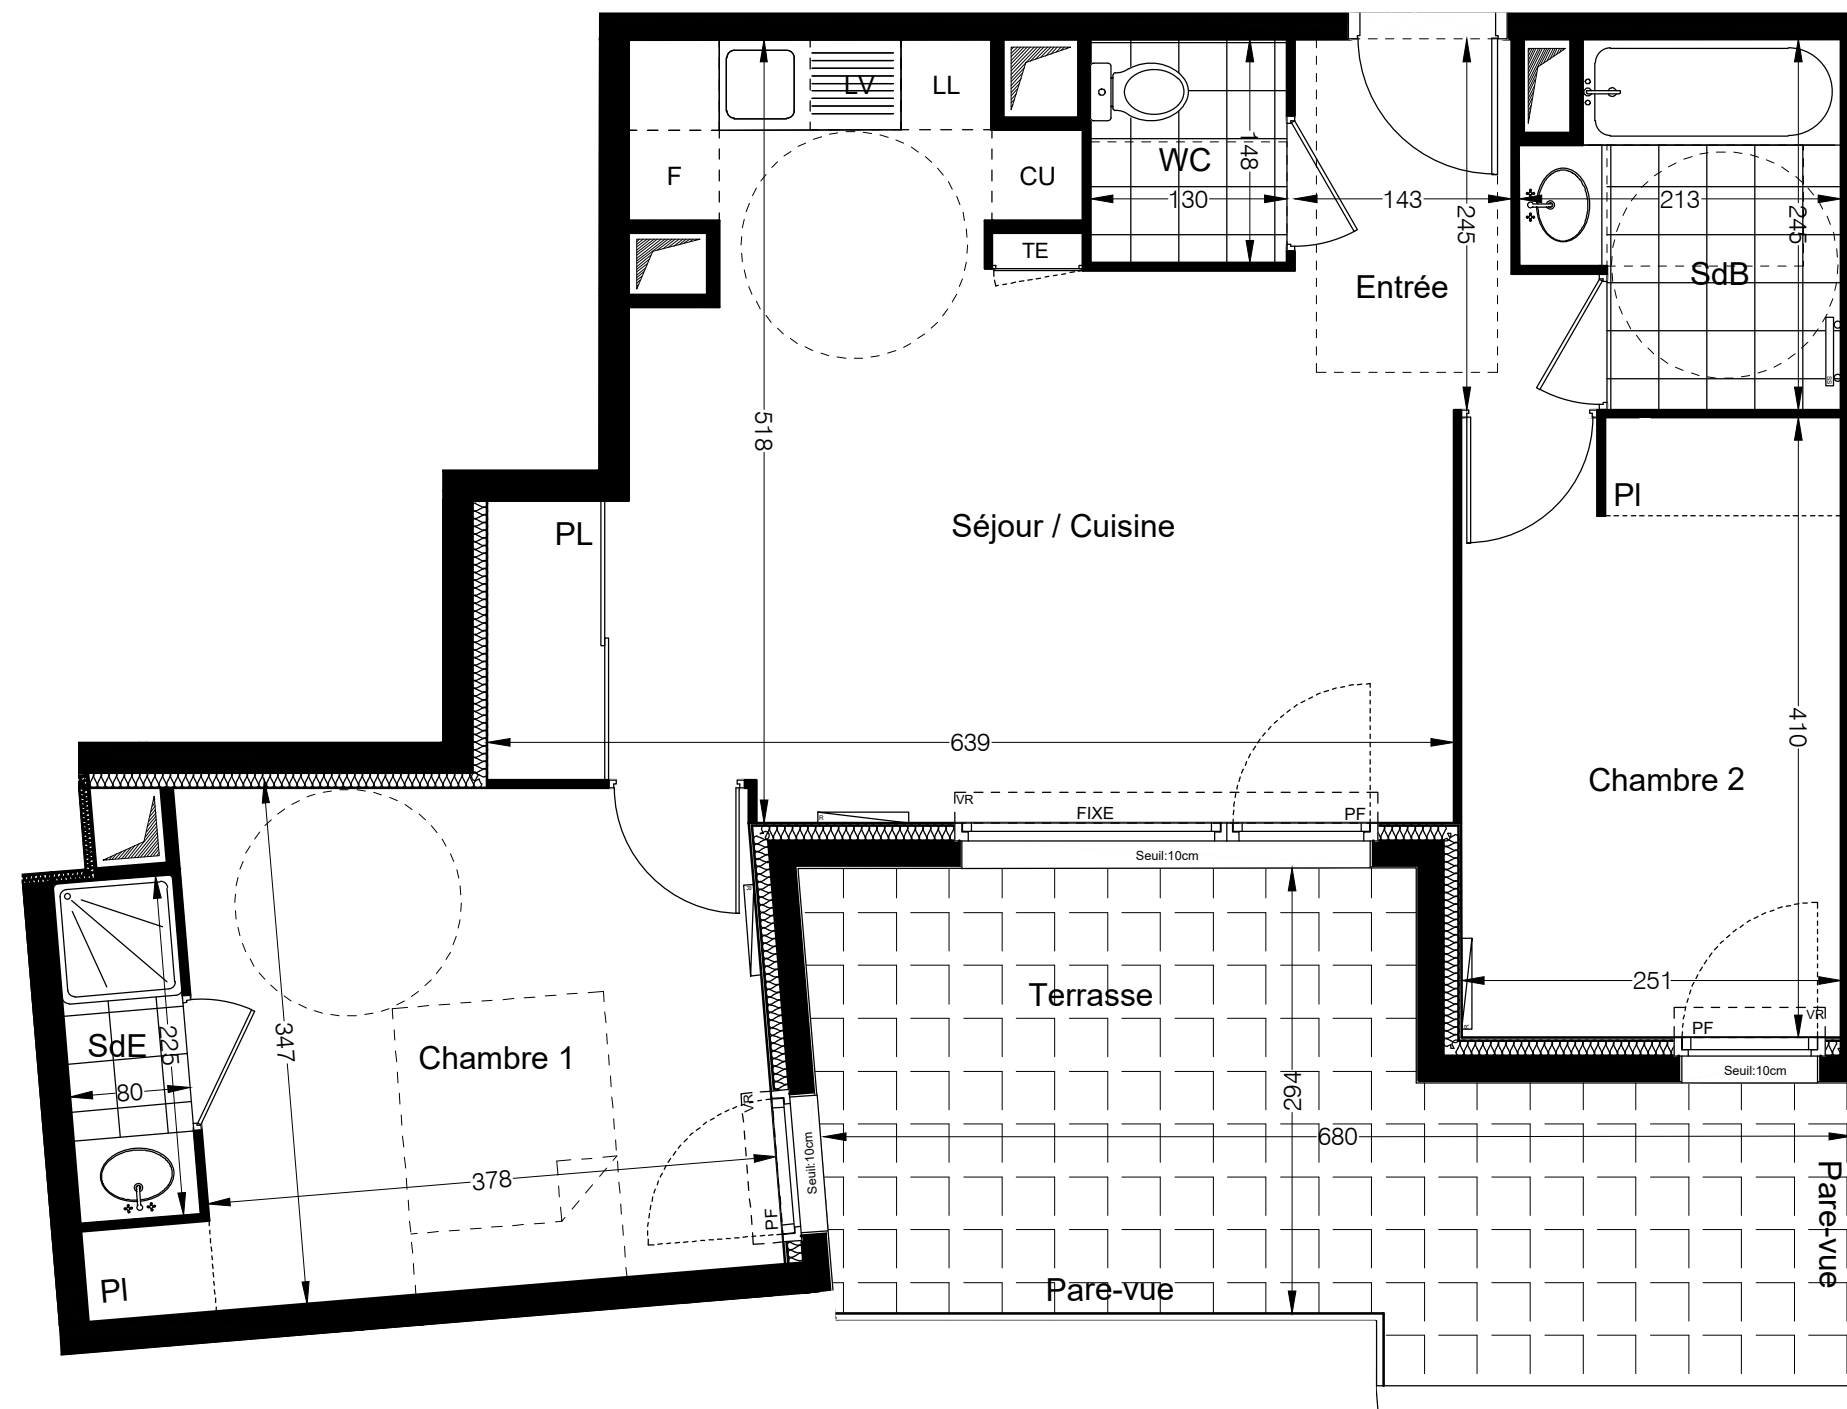 LV
LL
F
CU
TE
WC
148
130
143
245
Entrée
213
245
SdB
SS
518
PL
Séjour / Cuisine
Pl
639
410
Chambre 2
VR
FIXE
PF
R
Seuil:10cm
R
Terrasse
251
R
PF
VR
Seuil:10cm
SdE
225
80
347
Chambre 1
VR
294
680
Seuil:10cm
378
PF
Pare-vue
Pl
Pare-vue